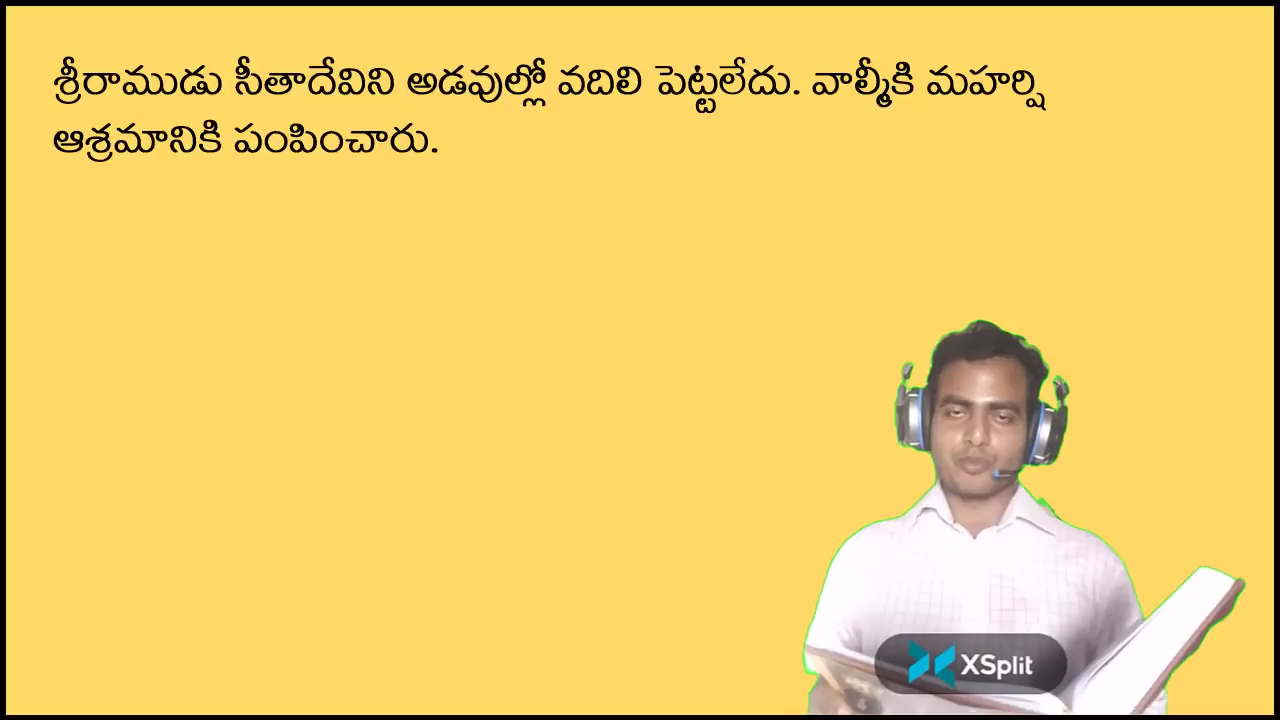 శ్రీరాముడు సీతాదేవిని అడవుల్లో వదిలి పెట్టలేదు. వాల్మీకి మహర్షి
ఆశ్రమానికి పంపించారు.
XSplit